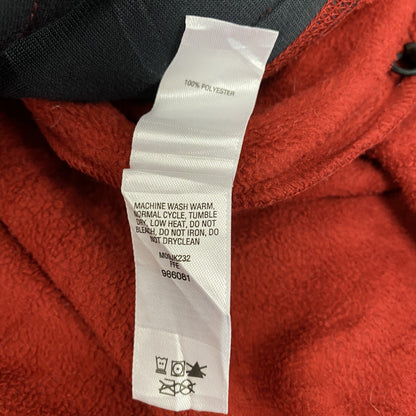 100% POLYESTER
MACHINE WASH WARM,
NORMAL CYCLE, TUMBLE
DRY, LOW HEAT, DO NOT
BLEACH, DO NOT IRON, DO
NOT DRYCLEAN
FFE
986081